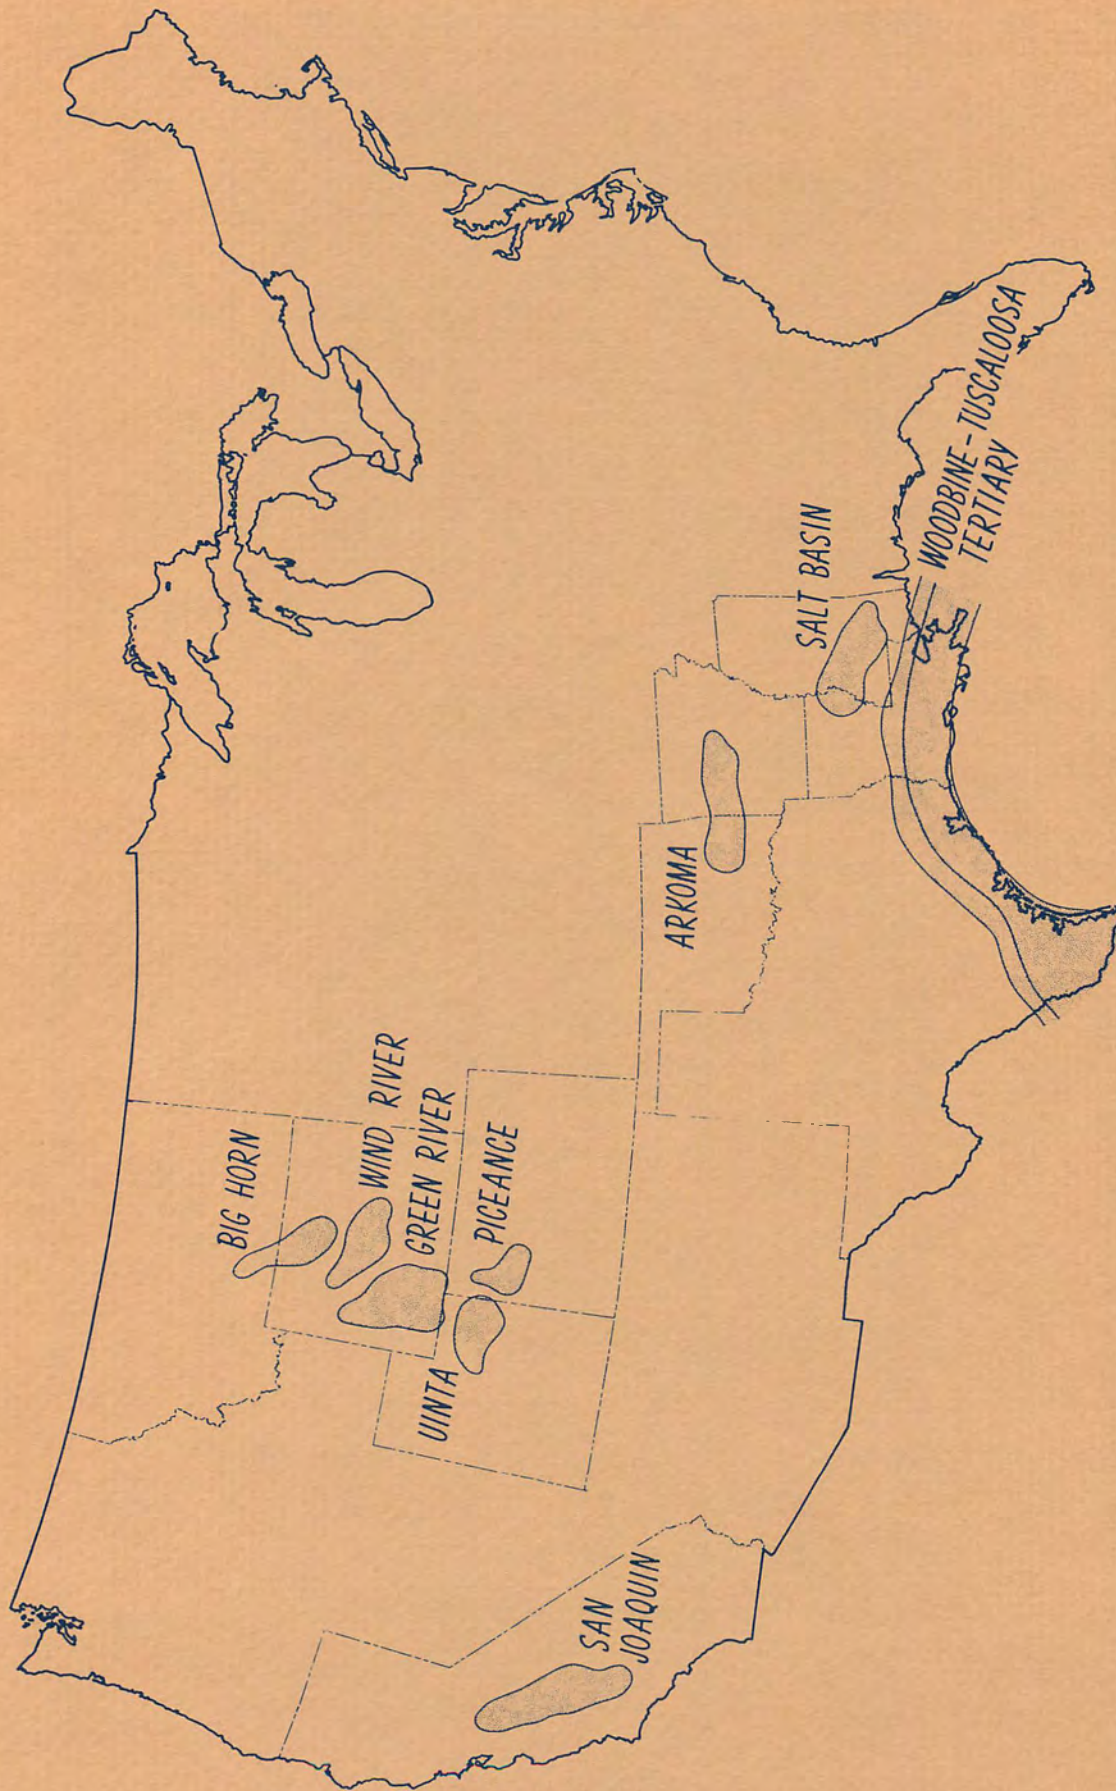 BIG HORN
WIND RIVER
GREEN RIVER
PICEANCE
UINTA
SAN
JOAQUIN
ARKOMA
SALT BASIN
WOODBINE-TUSCALOOSA
TERTIARY